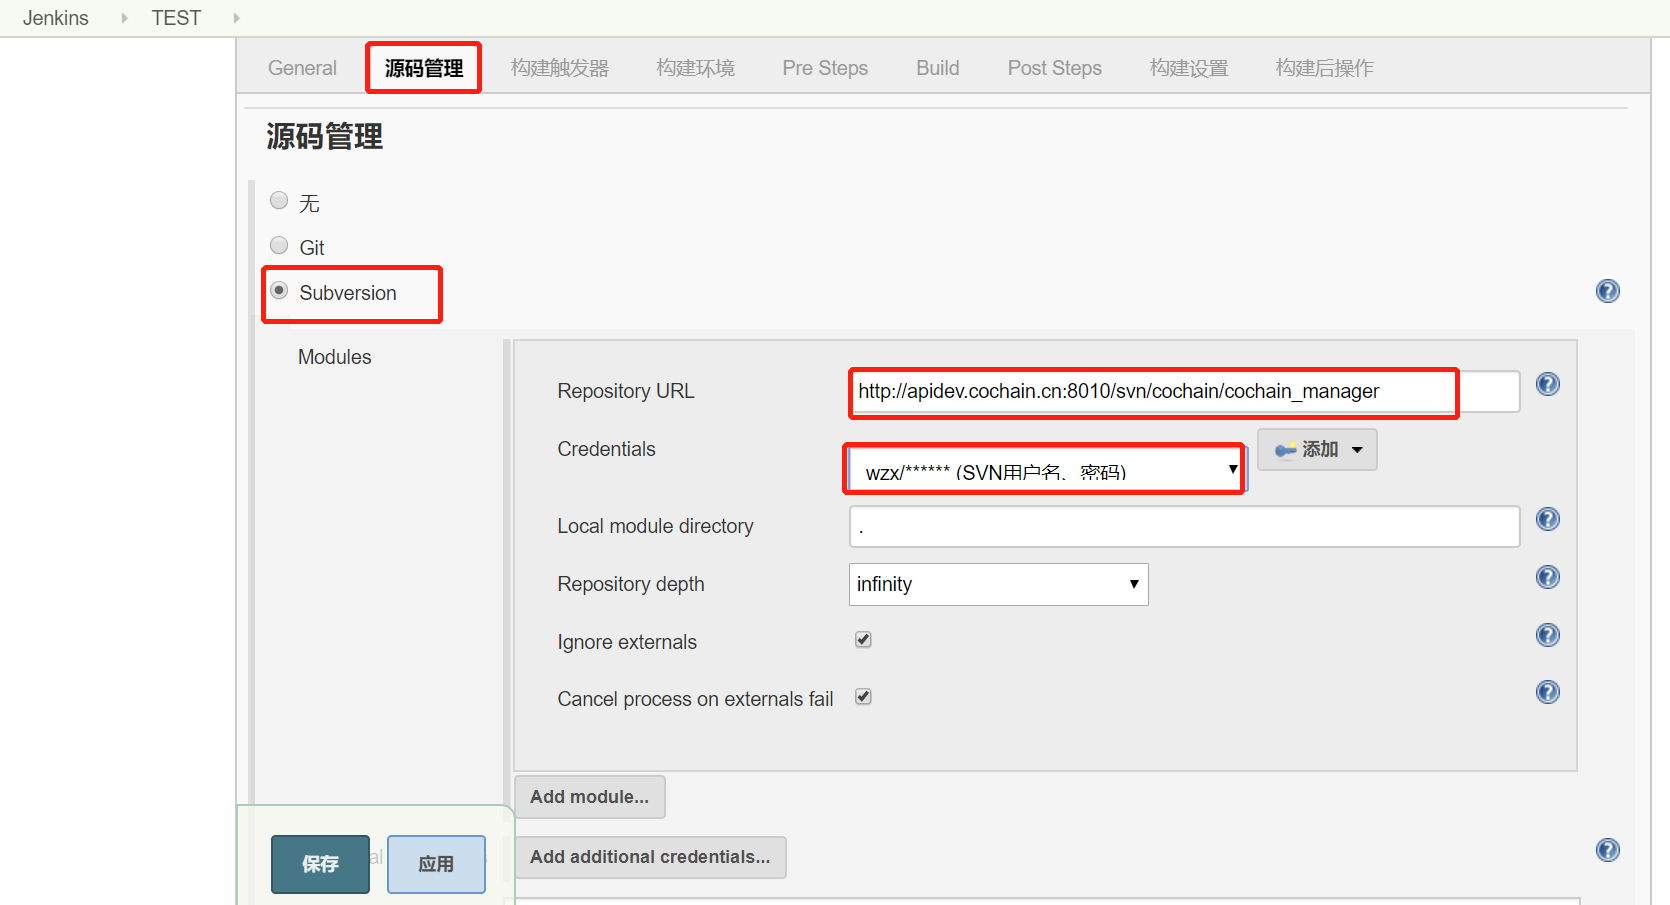 Jenkins TEST
General 源码管理 构建触发器 构建环境 Pre Steps Build Post Steps 构建设置 构建后操作
源码管理
无
Git
Subversion
Modules
Repository URL http://apidev.cochain.cn:8010/svn/cochain/cochain_manager
Credentials wzx/****** (SVN用户名、密码) 添加
Local module directory .
Repository depth infinity
Ignore externals
Cancel process on externals fail
Add module...
保存 al 应用 Add additional credentials...